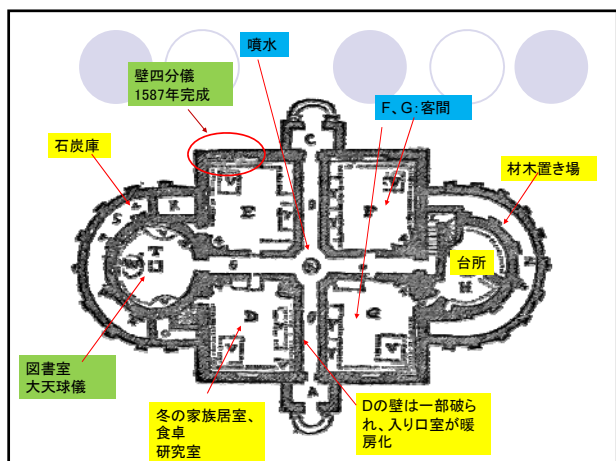 噴水
壁四分儀
1587年完成
F、G：客間
石炭庫
材木置き場
台所
図書室
大天球儀
冬の家族居室、
食卓
研究室
Dの壁は一部破ら
れ、入り口室が暖
房化
C
E
F
R
S
T
H
D
G
A
V
V
V